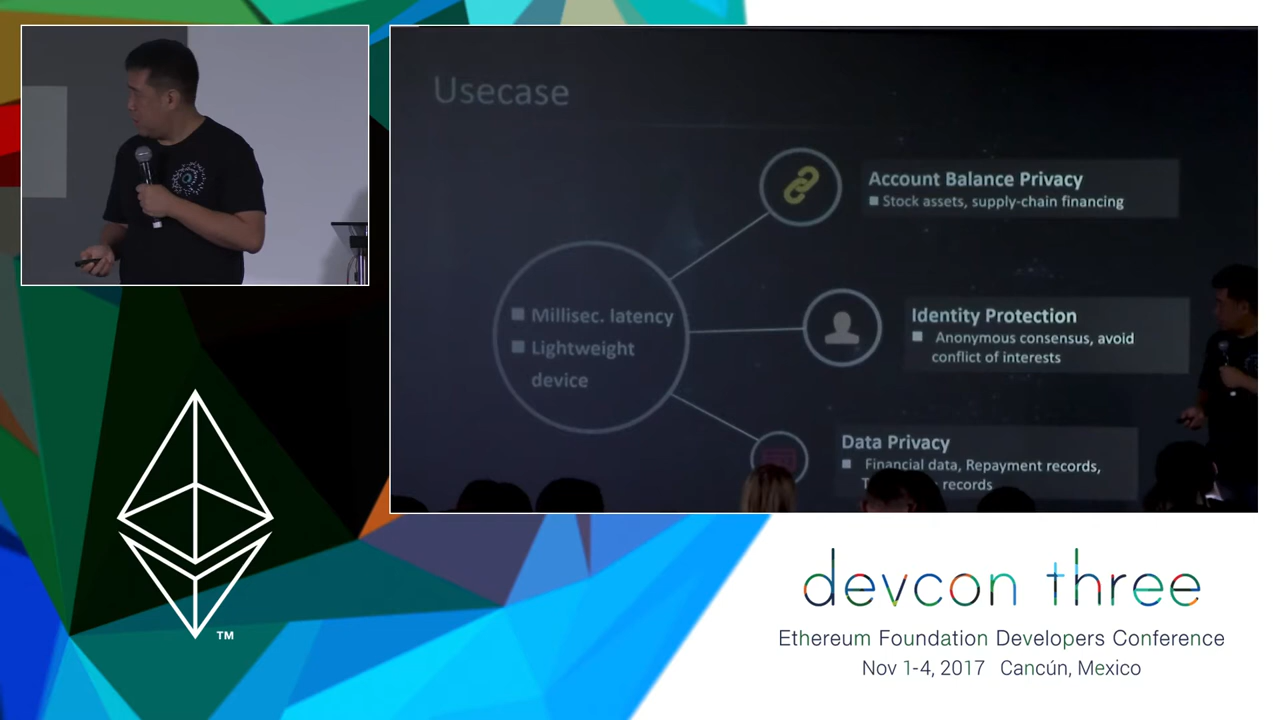 Usecase
Millisec. latency
Lightweight
device
Account Balance Privacy
Stock assets, supply-chain financing
Identity Protection
Anonymous consensus, avoid
conflict of interests
Data Privacy
Financial data, Repayment records,
records
TM
devcon three
Ethereum Foundation Developers Conference
Nov 1-4, 2017 Cancún, Mexico